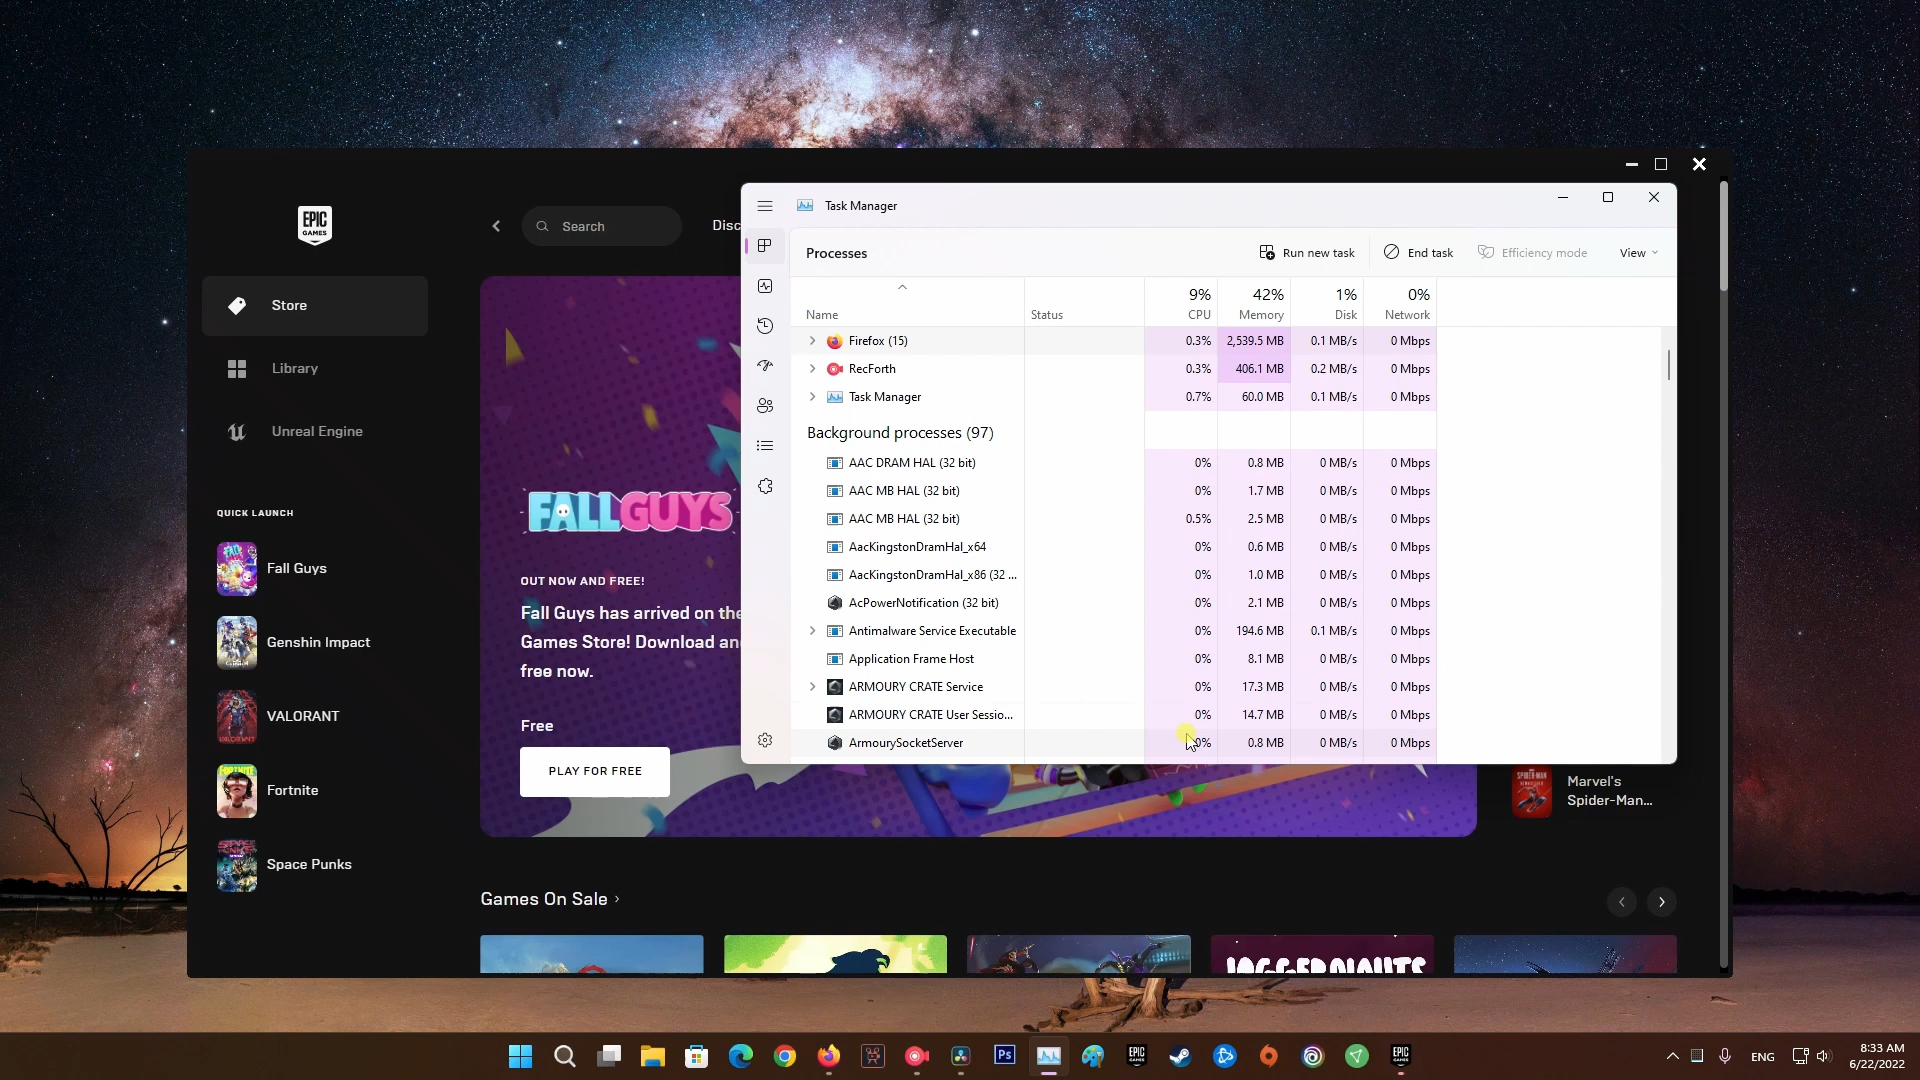 EPIC
GAMES
Search
Disc
Store
Library
Unreal Engine
QUICK LAUNCH
Fall Guys
Genshin Impact
VALORANT
Fortnite
Space Punks
FALL GUYS
OUT NOW AND FREE!
Fall Guys has arrived on the
Games Store! Download an
free now.
Free
PLAY FOR FREE
Task Manager
Processes
Run new task
End task
Efficiency mode
View
9% 42% 1% 0%
Name Status CPU Memory Disk Network
Firefox (15) 0.3% 2,539.5 MB 0.1 MB/s 0 Mbps
RecForth 0.3% 406.1 MB 0.2 MB/s 0 Mbps
Task Manager 0.7% 60.0 MB 0.1 MB/s 0 Mbps
Background processes (97)
AAC DRAM HAL (32 bit) 0% 0.8 MB 0 MB/s 0 Mbps
AAC MB HAL (32 bit) 0% 1.7 MB 0 MB/s 0 Mbps
AAC MB HAL (32 bit) 0.5% 2.5 MB 0 MB/s 0 Mbps
AacKingstonDramHal_x64 0% 0.6 MB 0 MB/s 0 Mbps
AacKingstonDramHal_x86 (32 ... 0% 1.0 MB 0 MB/s 0 Mbps
AcPowerNotification (32 bit) 0% 2.1 MB 0 MB/s 0 Mbps
Antimalware Service Executable 0% 194.6 MB 0.1 MB/s 0 Mbps
Application Frame Host 0% 8.1 MB 0 MB/s 0 Mbps
ARMOURY CRATE Service 0% 17.3 MB 0 MB/s 0 Mbps
ARMOURY CRATE User Sessio... 0% 14.7 MB 0 MB/s 0 Mbps
ArmourySocketServer 0% 0.8 MB 0 MB/s 0 Mbps
Marvel's
Spider-Man...
Games On Sale
JOGGERNAUTS
Ps
EPIC
GAMES
EPIC
GAMES
ENG
8:33 AM
6/22/2022